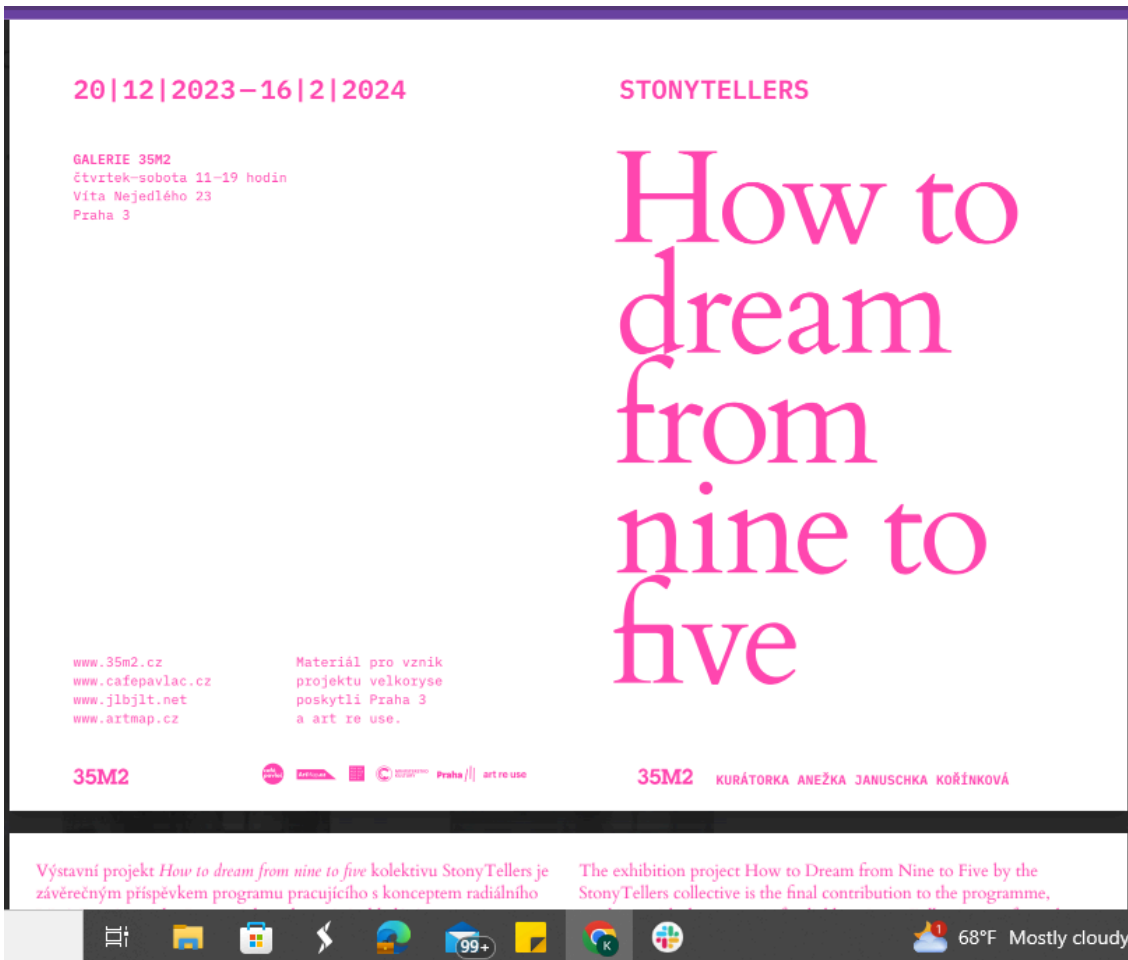 20|12|2023—16|2|2024
GALERIE 35M2
čtvrtek—sobota 11—19 hodin
Víta Nejedlého 23
Praha 3
www.35m2.cz
www.cafepavlac.cz
www.jlbjlt.net
www.artmap.cz
Materiál pro vznik
projektu velkoryse
poskytli Praha 3
a art re use.
35M2
Praha
art re use
STONYTELLERS
How to
dream
from
nine to
five
35M2 KURÁTORKA ANEŽKA JANUSCHKA KOŘÍNKOVÁ
Výstavní projekt How to dream from nine to five kolektivu StonyTellers je
závěrečným příspěvkem programu pracujícího s konceptem radiálního
The exhibition project How to Dream from Nine to Five by the
StonyTellers collective is the final contribution to the programme,
99+
K
1
68°F Mostly cloudy